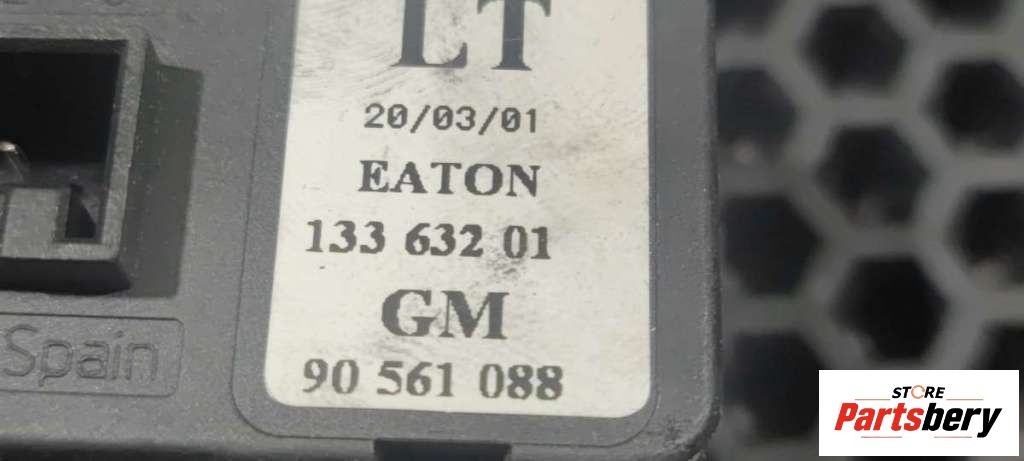 LT
20/03/01
EATON
133 632 01
GM
90 561 088
Spain
STORE
Partsbery